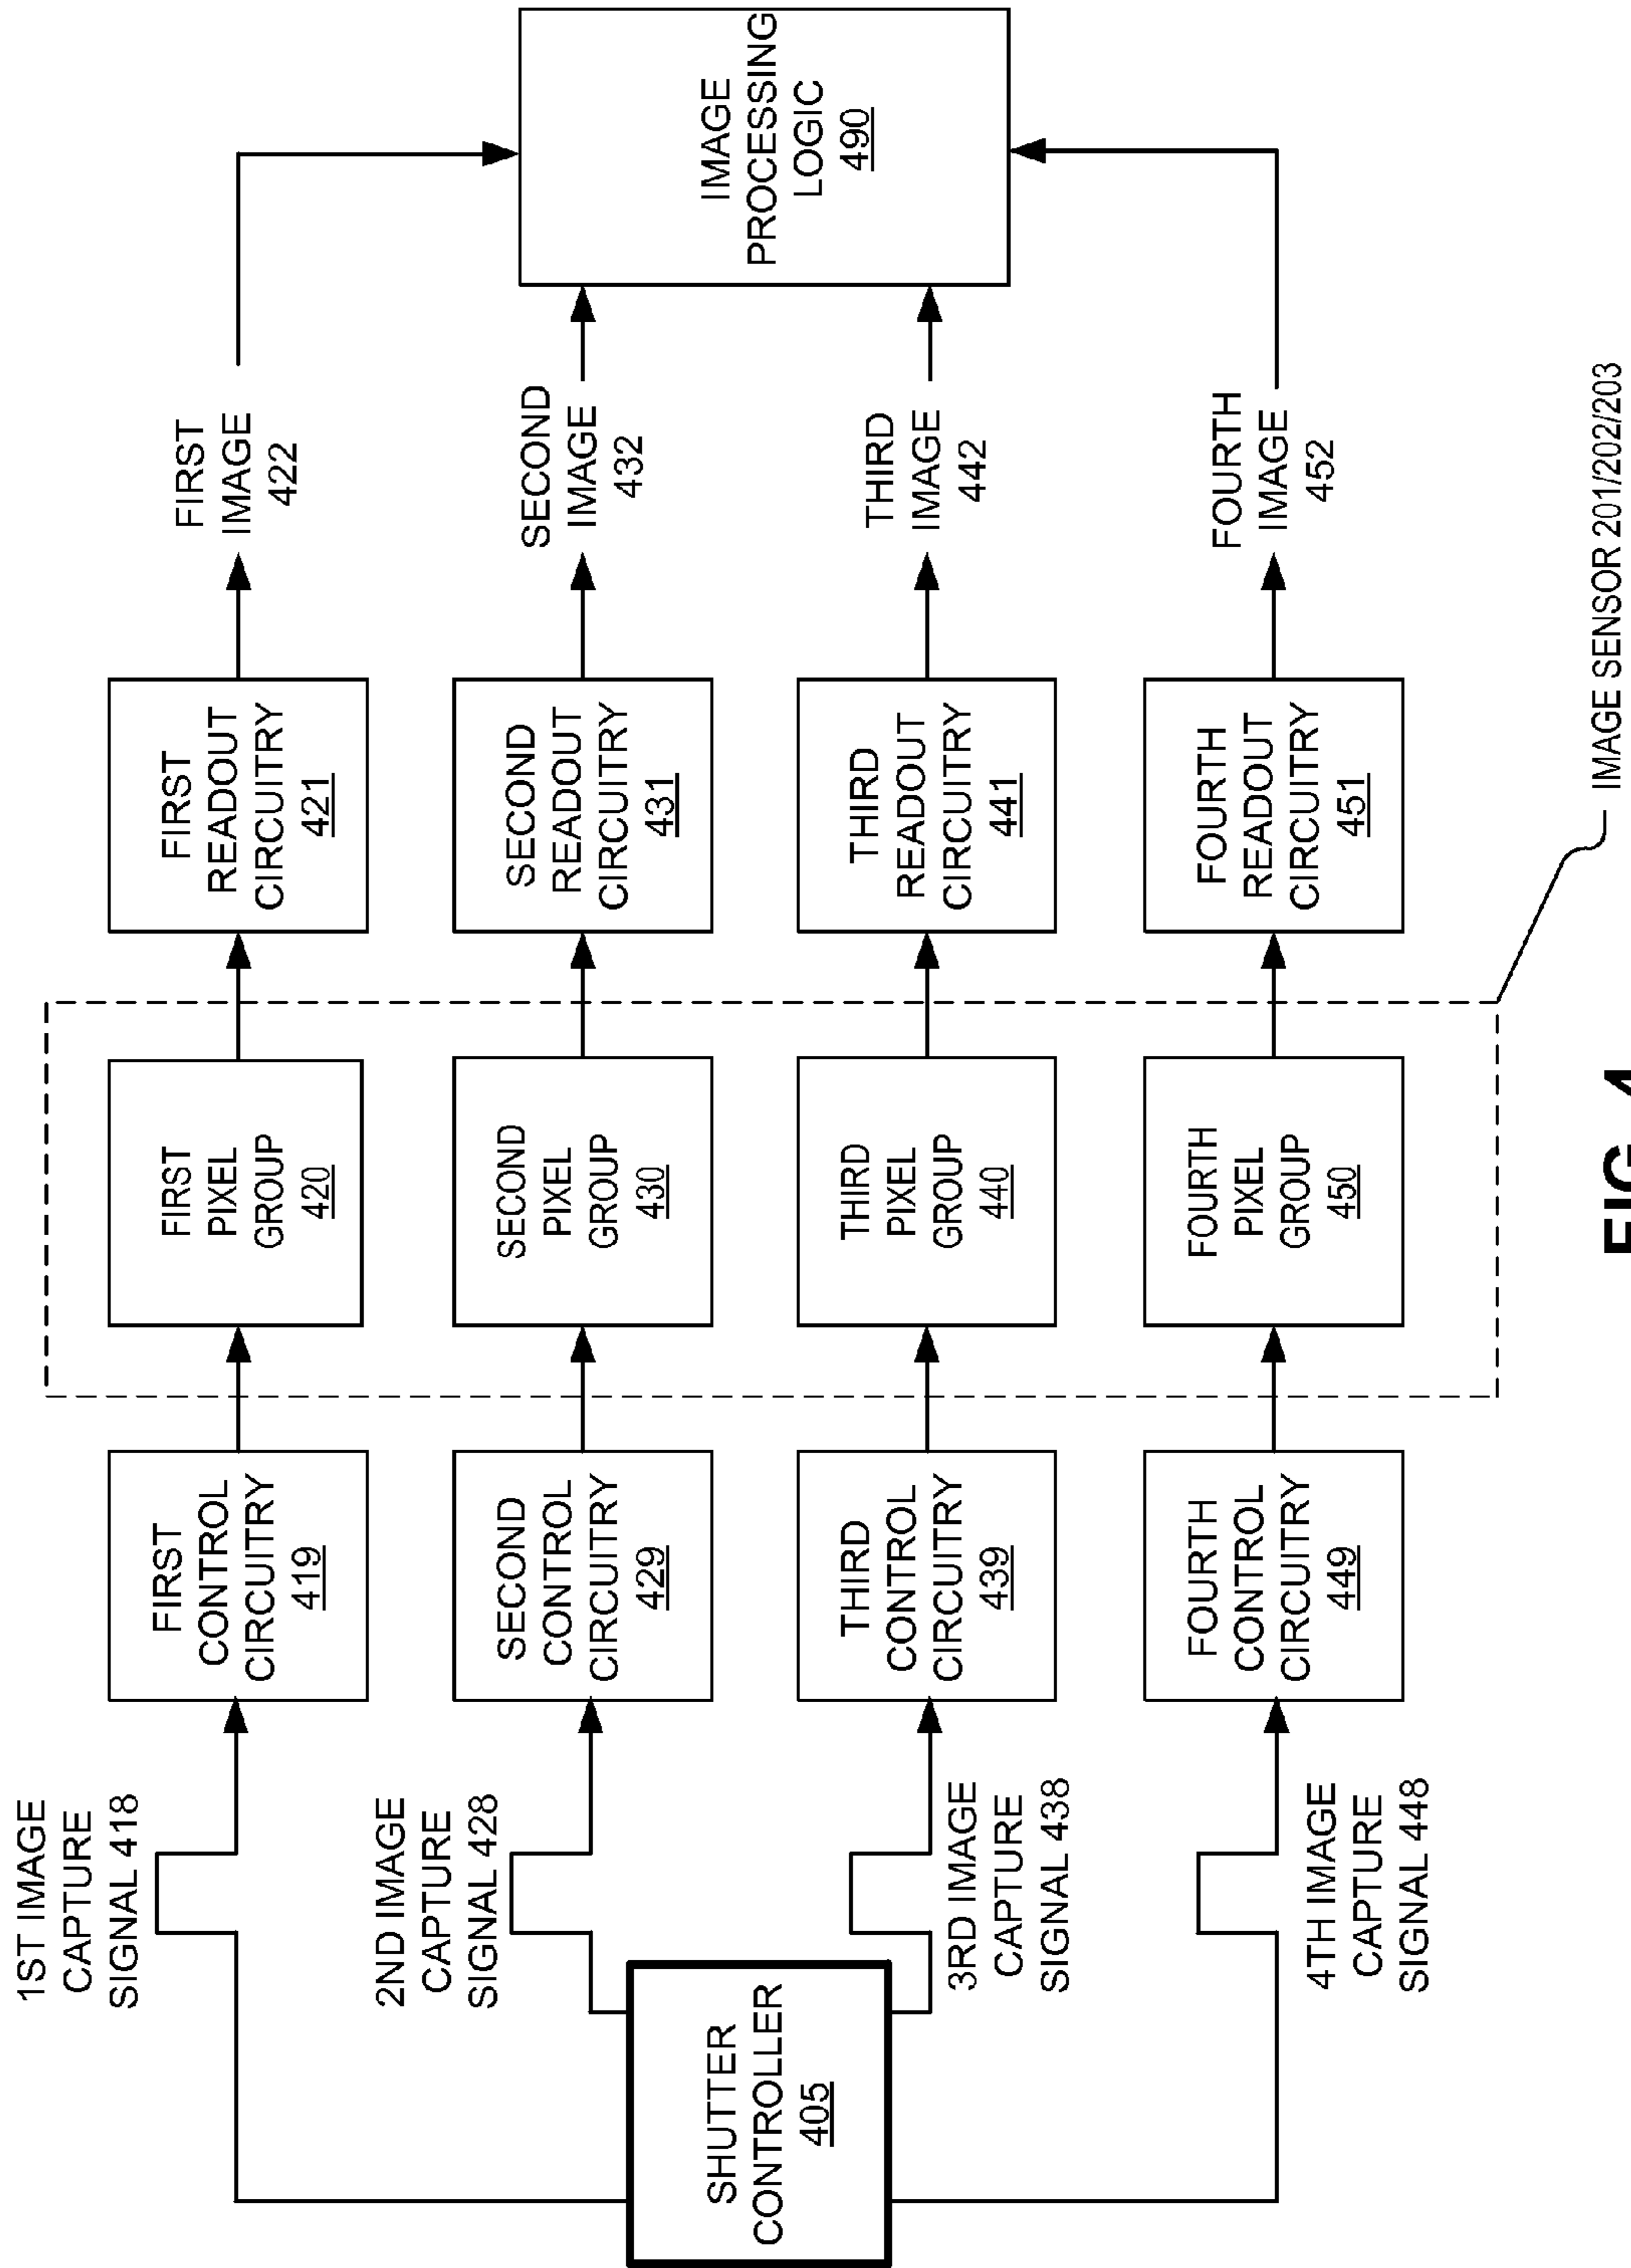 1ST IMAGE
CAPTURE
SIGNAL 418
FIRST
CONTROL
CIRCUITRY
419
FIRST
PIXEL
GROUP
420
FIRST
READOUT
CIRCUITRY
421
FIRST
IMAGE
422
2ND IMAGE
CAPTURE
SIGNAL 428
SECOND
CONTROL
CIRCUITRY
429
SECOND
PIXEL
GROUP
430
SECOND
READOUT
CIRCUITRY
431
SECOND
IMAGE
432
SHUTTER
CONTROLLER
405
IMAGE
PROCESSING
LOGIC
490
3RD IMAGE
CAPTURE
SIGNAL 438
THIRD
CONTROL
CIRCUITRY
439
THIRD
PIXEL
GROUP
440
THIRD
READOUT
CIRCUITRY
441
THIRD
IMAGE
442
4TH IMAGE
CAPTURE
SIGNAL 448
FOURTH
CONTROL
CIRCUITRY
449
FOURTH
PIXEL
GROUP
450
FOURTH
READOUT
CIRCUITRY
451
FOURTH
IMAGE
452
IMAGE SENSOR 201/202/203
FIG. 4